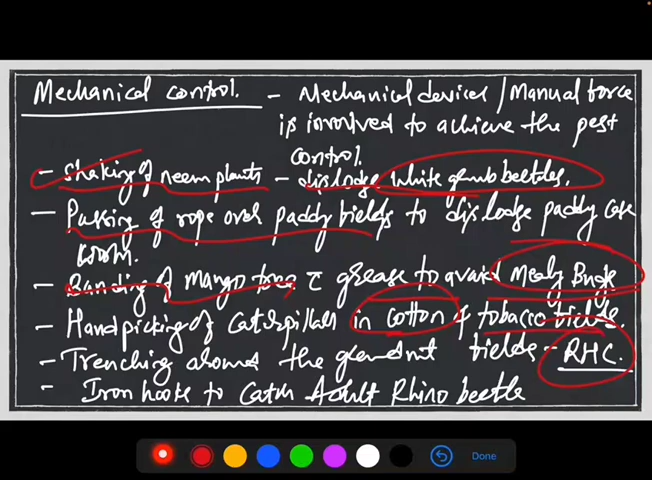 Mechanical control. - Mechanical devices / Manual force
is involved to achieve the pest
control.
- Shaking of neem plants - dislodge White grub beetles.
- Passing of rope over paddy fields to dislodge paddy case
worm.
- Banding of mango trees c̄ grease to avoid Mealy Bugs
- Handpicking of Caterpillars in cotton & tobacco fields.
- Trenching around the groundnut fields - RHC.
- Iron hooks to Catch Adult Rhino beetle
Done